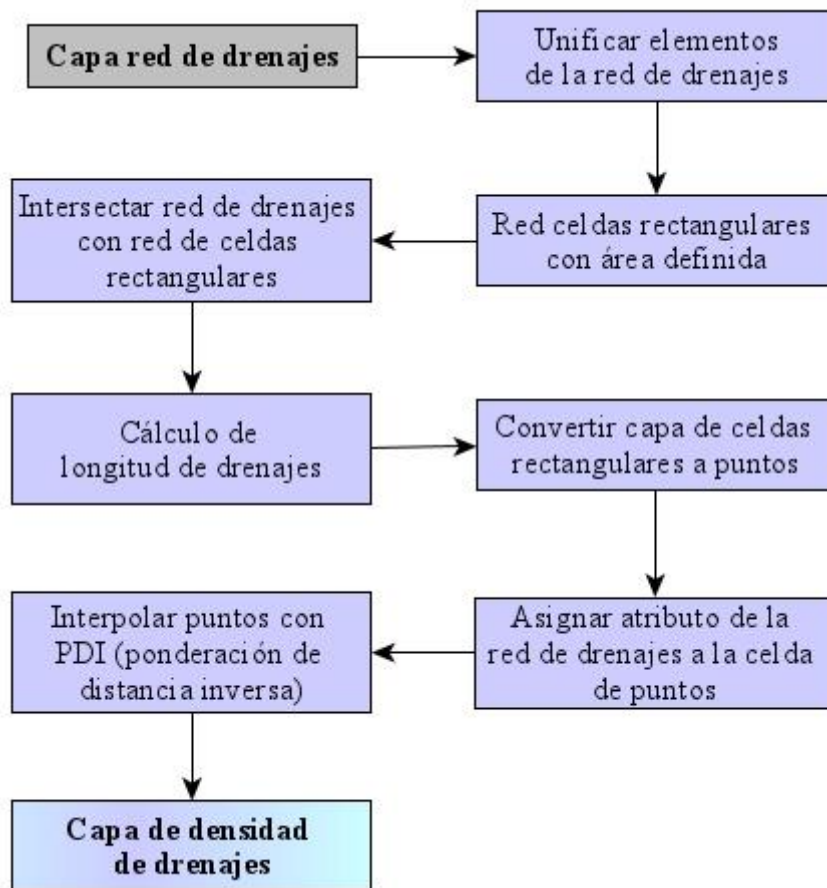 Capa red de drenajes
Unificar elementos
de la red de drenajes
Red celdas rectangulares
con área definida
Intersectar red de drenajes
con red de celdas
rectangulares
Cálculo de
longitud de drenajes
Convertir capa de celdas
rectangulares a puntos
Asignar atributo de la
red de drenajes a la celda
de puntos
Interpolar puntos con
PDI (ponderación de
distancia inversa)
Capa de densidad
de drenajes